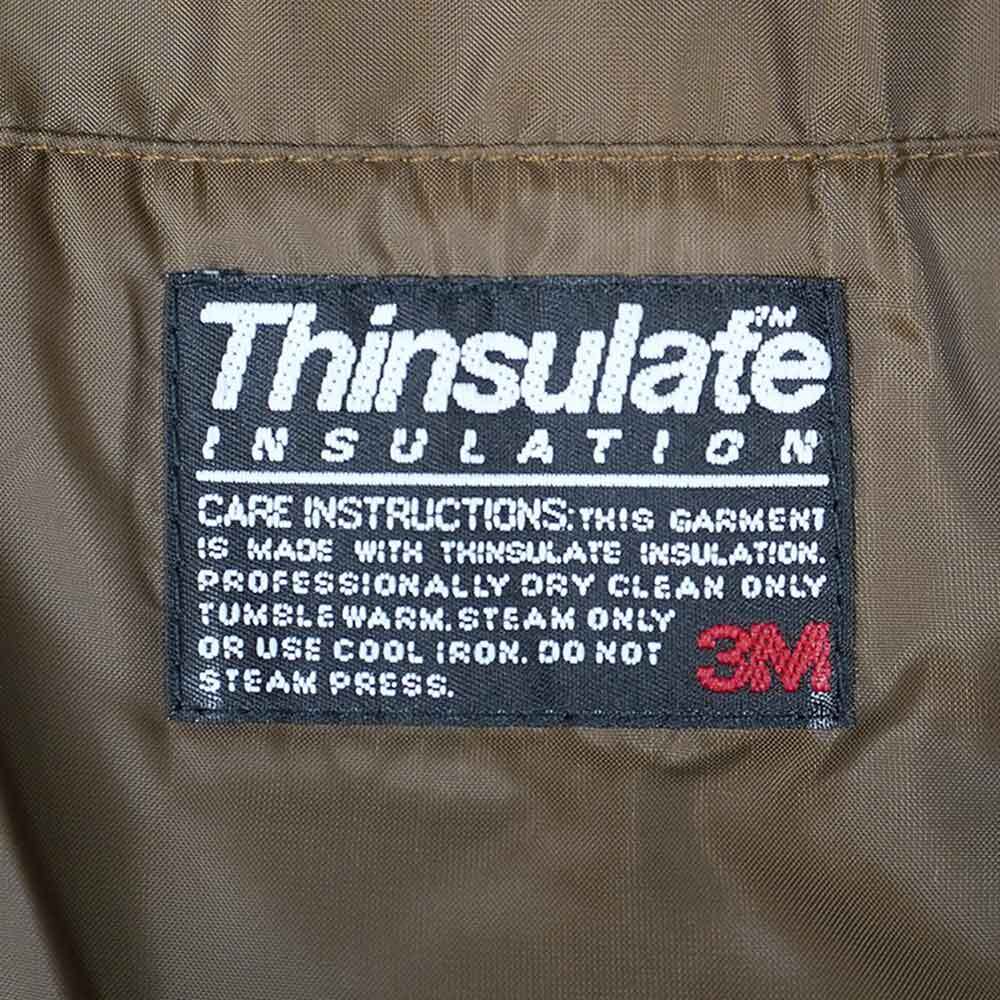 Thinsulate™
INSULATION
CARE INSTRUCTIONS: THIS GARMENT
IS MADE WITH THINSULATE INSULATION.
PROFESSIONALLY DRY CLEAN ONLY
TUMBLE WARM. STEAM ONLY
OR USE COOL IRON. DO NOT
STEAM PRESS.
3M